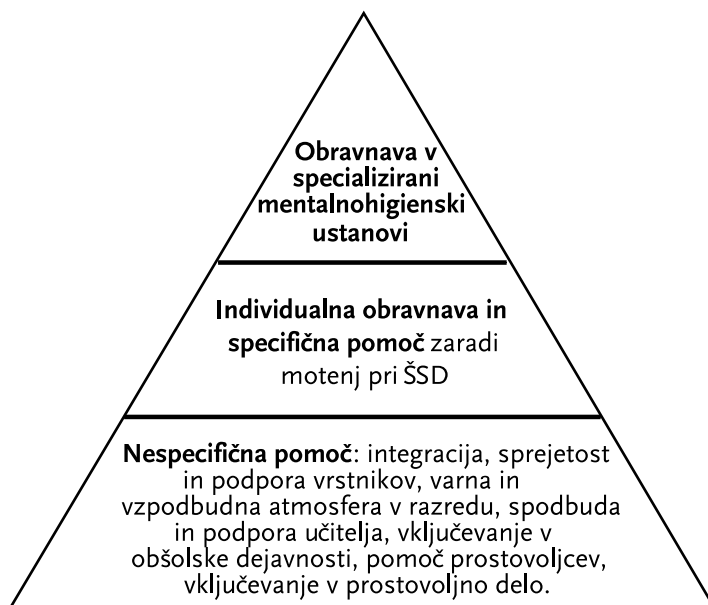 Obravnava v
specializirani
mentalnohigienski
ustanovi
Individualna obravnava in
specifična pomoč zaradi
motenj pri ŠSD
Nespecifična pomoč: integracija, sprejetost
in podpora vrstnikov, varna in
vzpodbudna atmosfera v razredu, spodbuda
in podpora učitelja, vključevanje v
obšolske dejavnosti, pomoč prostovoljcev,
vključevanje v prostovoljno delo.